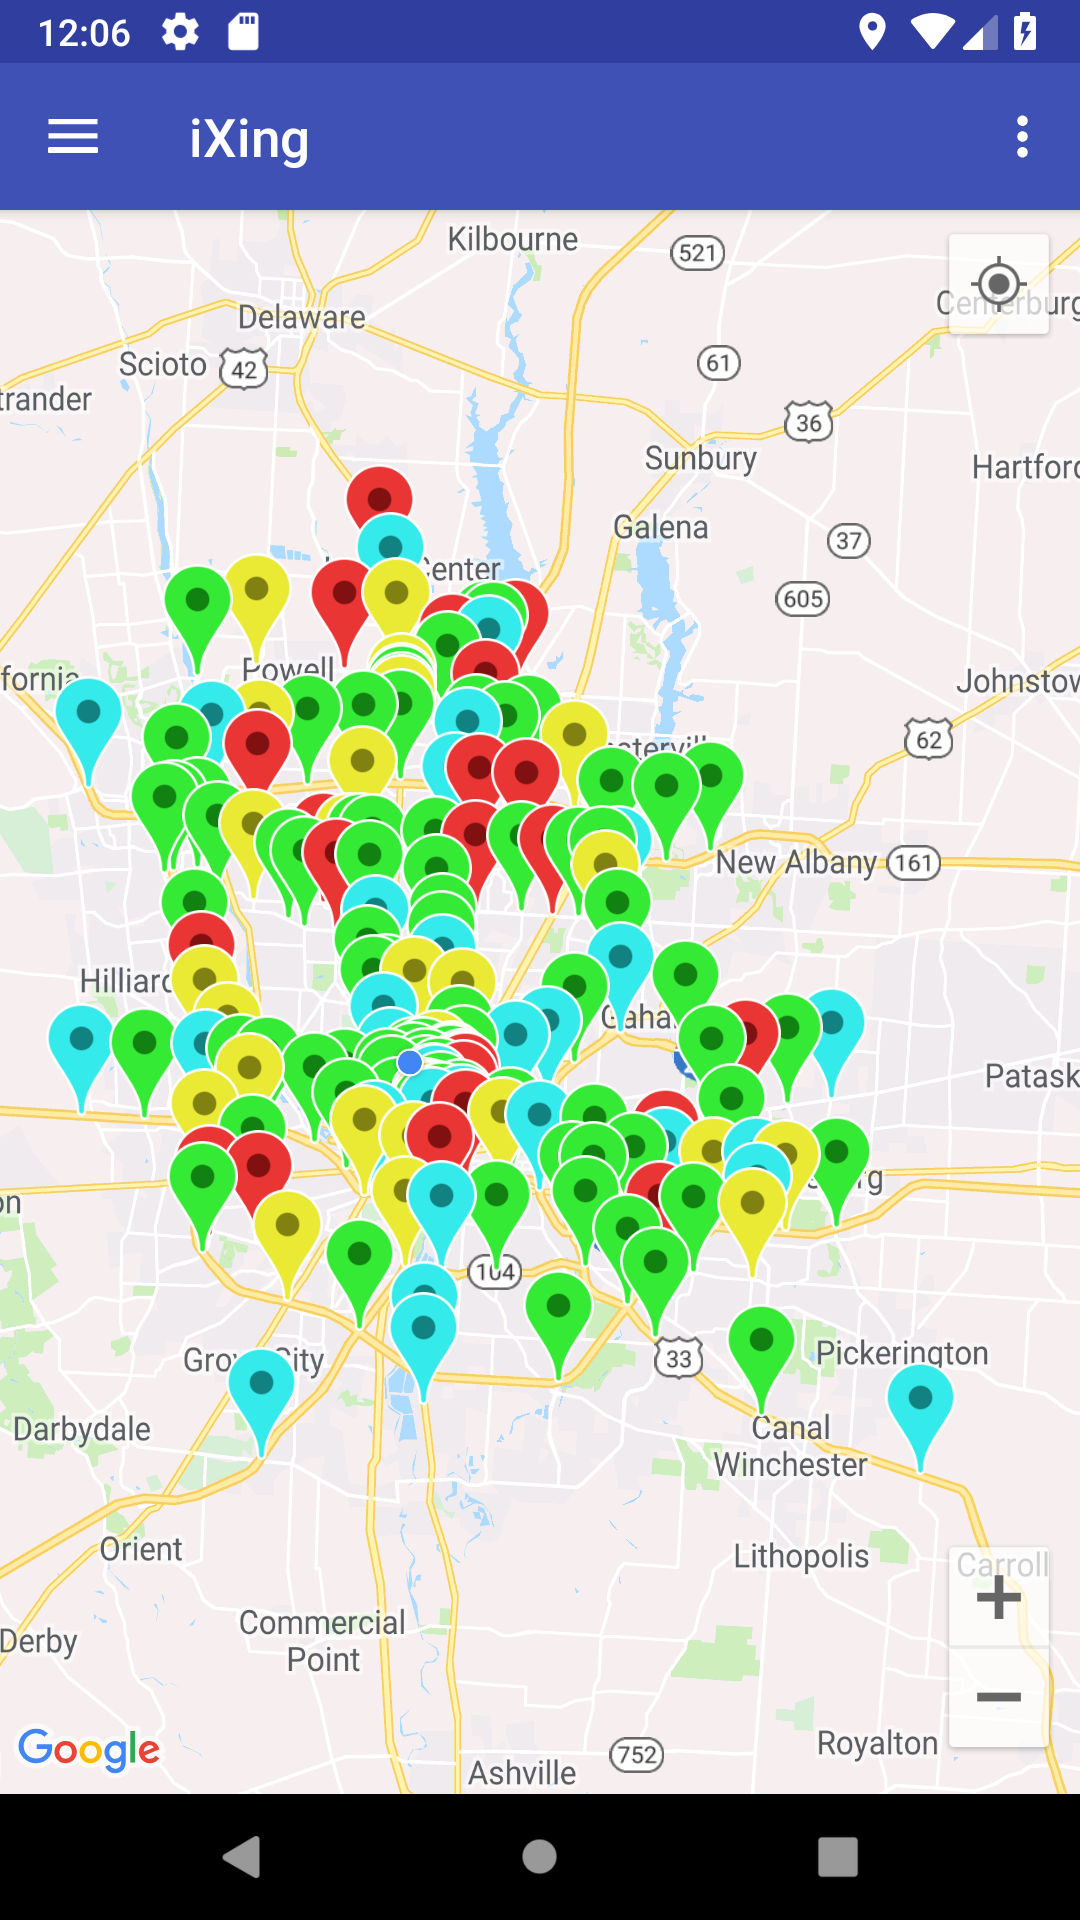 12:06
iXing
Kilbourne
521
Delaware
Scioto
42
61
trander
36
Sunbury
Hartford
Galena
37
Center
605
Powell
fornia
Johnstow
62
New Albany
161
Hilliard
Gaha
Patask
on
rg
104
Grove City
33
Pickerington
Darbydale
Canal
Winchester
Orient
Lithopolis
Carroll
Commercial
Point
Derby
Google
Royalton
752
Ashville